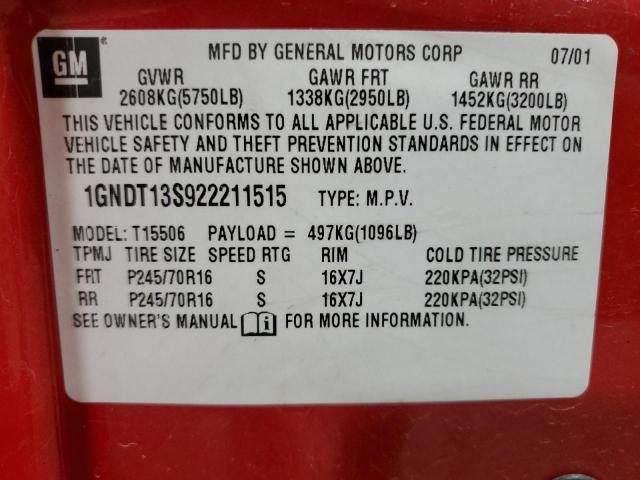 GM
MFD BY GENERAL MOTORS CORP 07/01
GVWR GAWR FRT GAWR RR
2608KG(5750LB) 1338KG(2950LB) 1452KG(3200LB)
THIS VEHICLE CONFORMS TO ALL APPLICABLE U.S. FEDERAL MOTOR
VEHICLE SAFETY AND THEFT PREVENTION STANDARDS IN EFFECT ON
THE DATE OF MANUFACTURE SHOWN ABOVE.
1GNDT13S922211515 TYPE: M.P.V.
MODEL: T15506 PAYLOAD = 497KG(1096LB)
TPMJ TIRE SIZE SPEED RTG RIM COLD TIRE PRESSURE
FRT P245/70R16 S 16X7J 220KPA(32PSI)
RR P245/70R16 S 16X7J 220KPA(32PSI)
SEE OWNER'S MANUAL i FOR MORE INFORMATION.